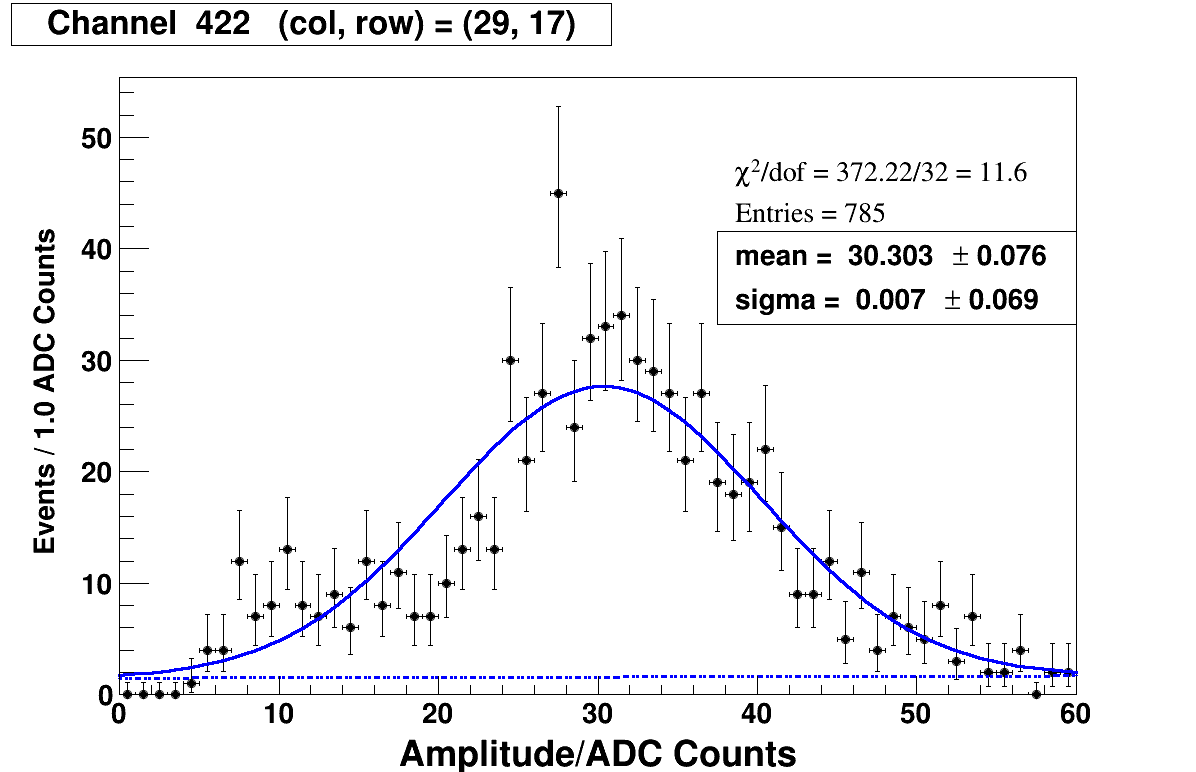 Channel 422 (col, row) = (29, 17)
χ²/dof = 372.22/32 = 11.6
Entries = 785
mean = 30.303 ± 0.076
sigma = 0.007 ± 0.069
Events / 1.0 ADC Counts
50
40
30
20
10
0
0 10 20 30 40 50 60
Amplitude/ADC Counts